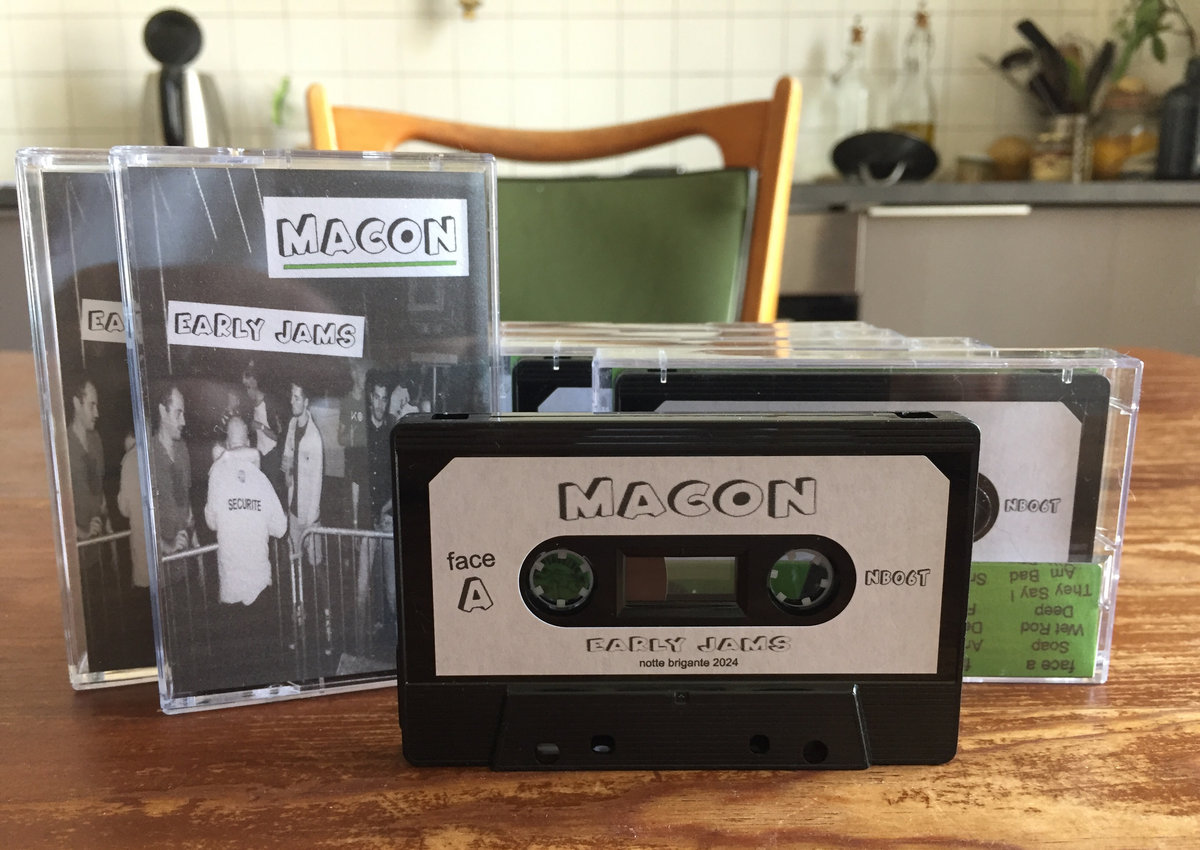 MACON
EARLY JAMS
EA
SECURITE
K9
MACON
face
A
NB06T
EARLY JAMS
notte brigante 2024
NB06T
face a
Soap
Wet Rod
Deep
They Say I
Am Bad